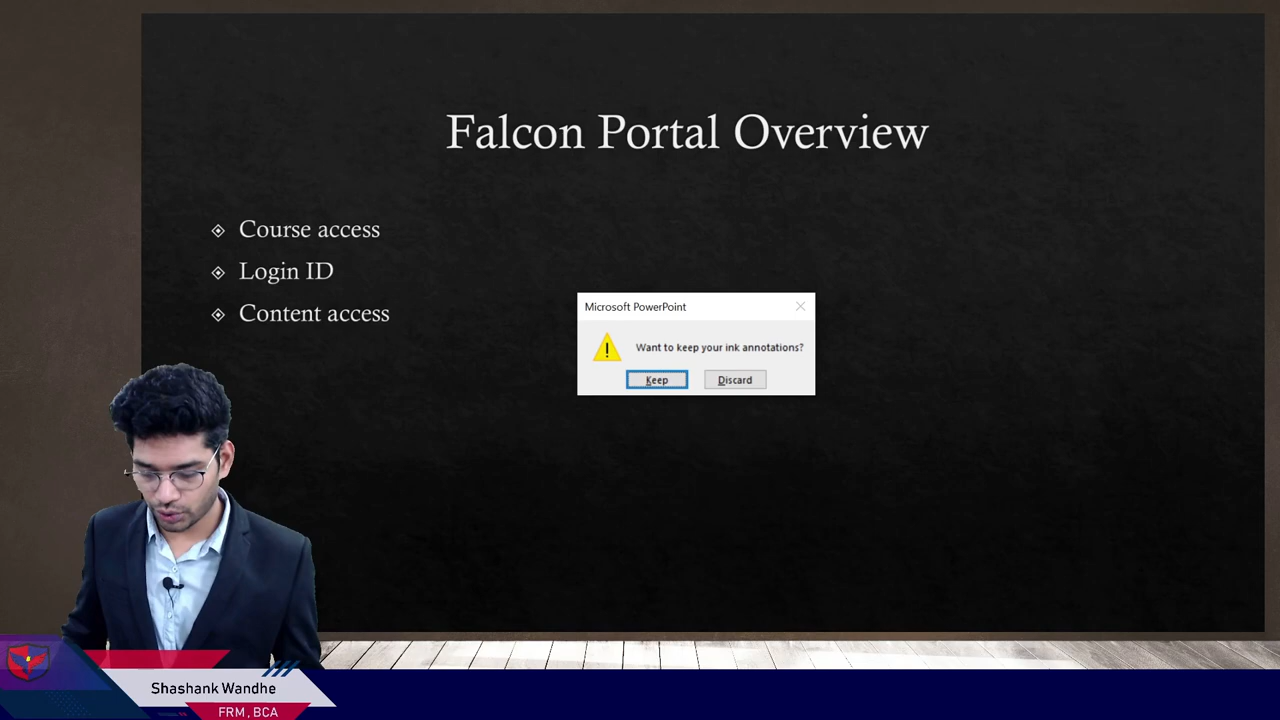 Falcon Portal Overview
Course access
Login ID
Content access
Microsoft PowerPoint
Want to keep your ink annotations?
Keep
Discard
Shashank Wandhe
FRM, BCA